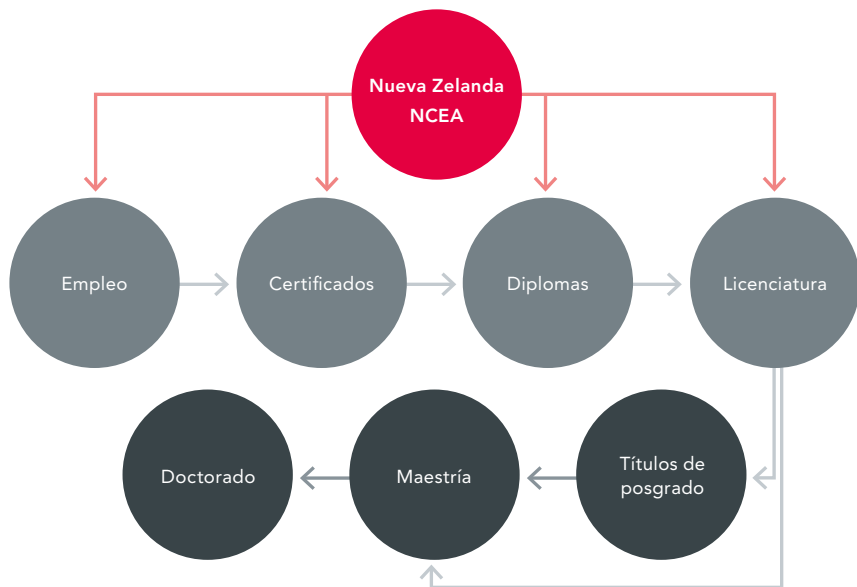 Nueva Zelanda
NCEA
Empleo
Certificados
Diplomas
Licenciatura
Doctorado
Maestría
Títulos de
posgrado